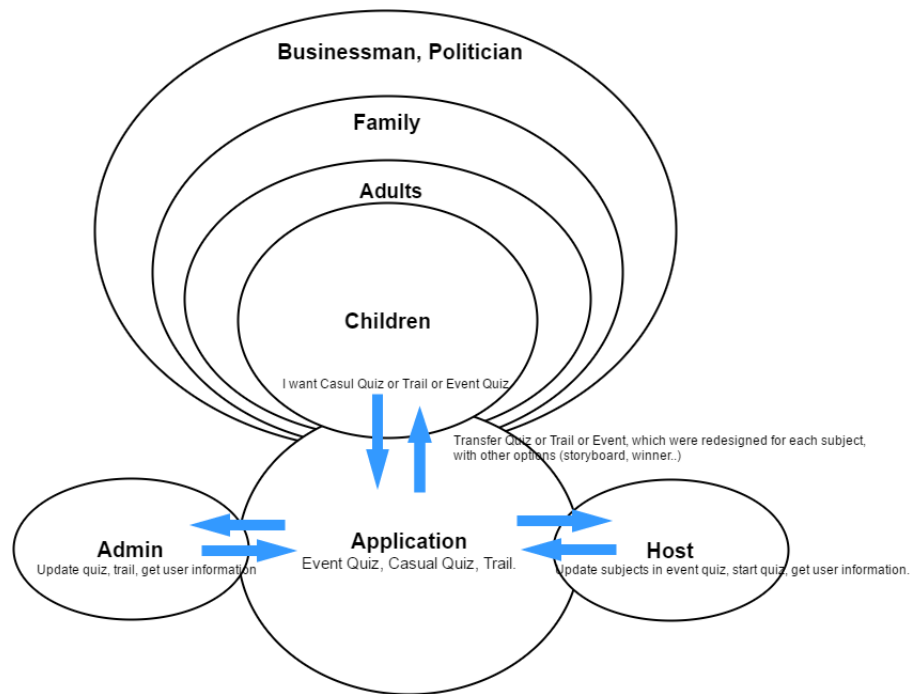 Businessman, Politician
Family
Adults
Children
I want Casul Quiz or Trail or Event Quiz
Transfer Quiz or Trail or Event, which were redesigned for each subject,
with other options (storyboard, winner..)
Admin
Update quiz, trail, get user information
Application
Event Quiz, Casual Quiz, Trail.
Host
Update subjects in event quiz, start quiz, get user information.